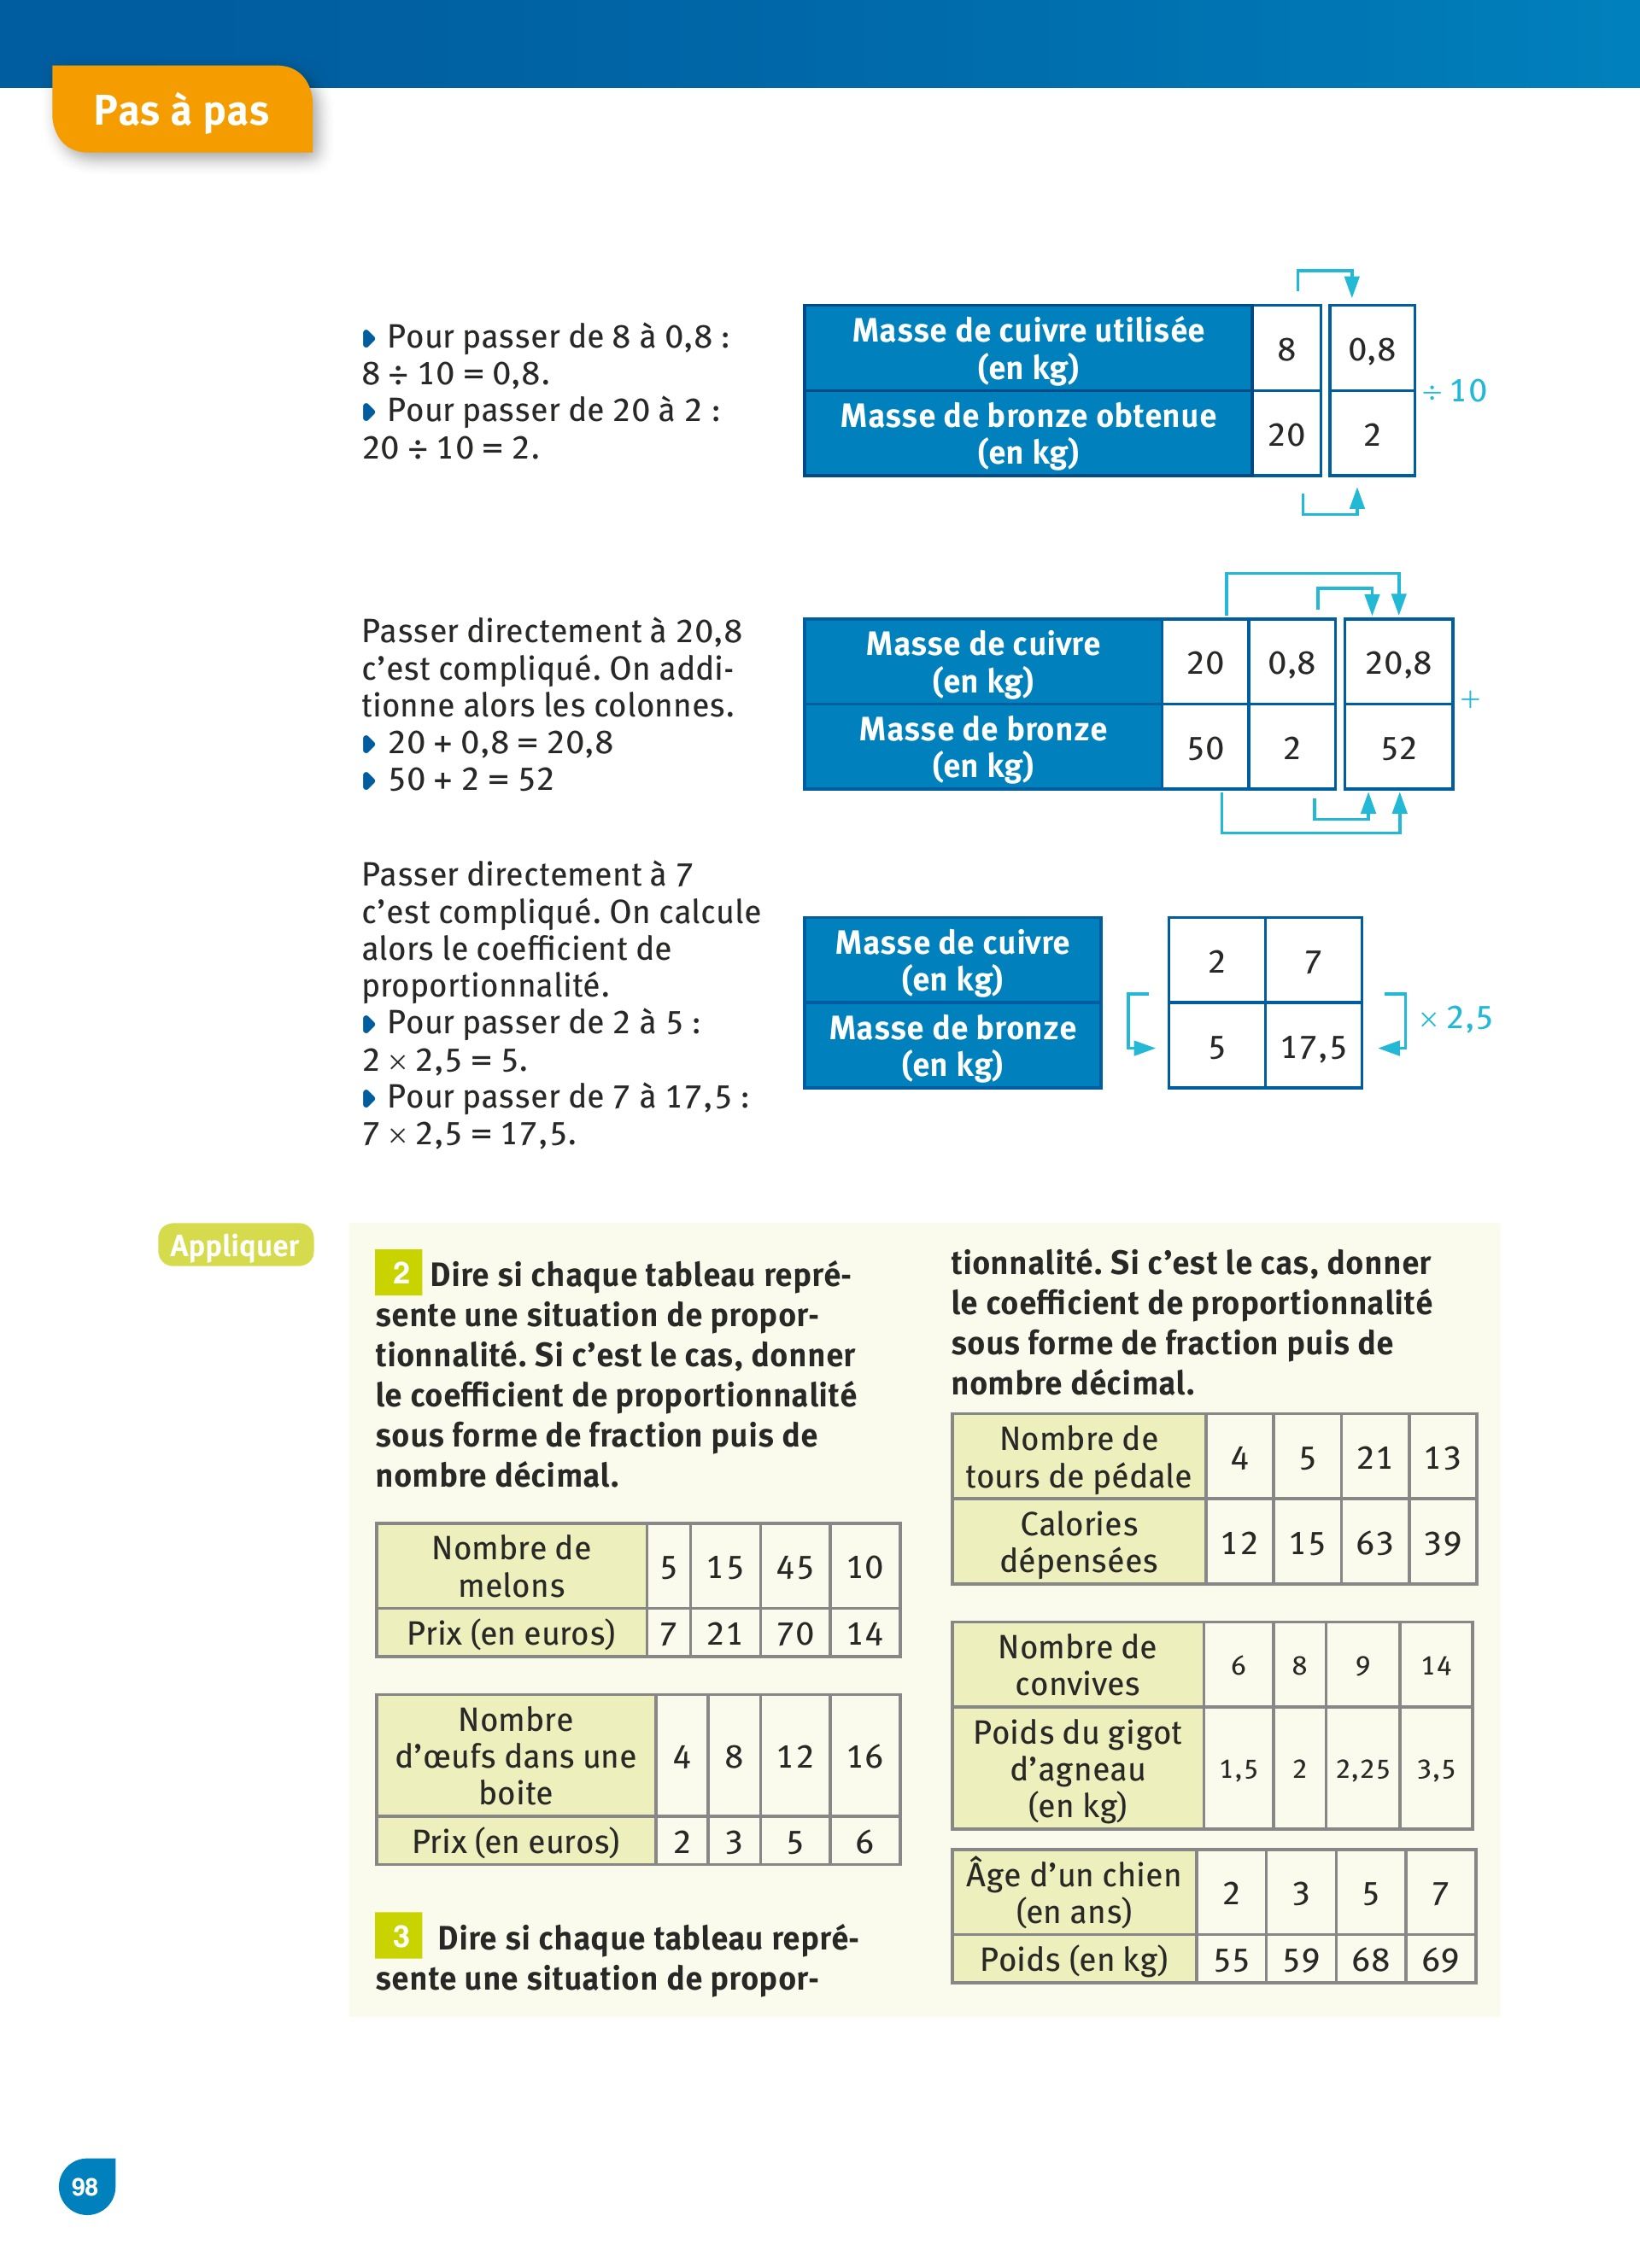 Pas à pas
Pour passer de 8 à 0,8 :
8 ÷ 10 = 0,8.
Pour passer de 20 à 2 :
20 ÷ 10 = 2.
Masse de cuivre utilisée
(en kg)
8
0,8
Masse de bronze obtenue
(en kg)
20
2
÷ 10
Passer directement à 20,8
c’est compliqué. On addi-
tionne alors les colonnes.
20 + 0,8 = 20,8
50 + 2 = 52
Masse de cuivre
(en kg)
20
0,8
20,8
Masse de bronze
(en kg)
50
2
52
+
Passer directement à 7
c’est compliqué. On calcule
alors le coefficient de
proportionnalité.
Pour passer de 2 à 5 :
2 × 2,5 = 5.
Pour passer de 7 à 17,5 :
7 × 2,5 = 17,5.
Masse de cuivre
(en kg)
2
7
Masse de bronze
(en kg)
5
17,5
× 2,5
Appliquer
2 Dire si chaque tableau repré-
sente une situation de propor-
tionnalité. Si c’est le cas, donner
le coefficient de proportionnalité
sous forme de fraction puis de
nombre décimal.
Nombre de
melons
5 15 45 10
Prix (en euros) 7 21 70 14
Nombre
d’œufs dans une
boite
4 8 12 16
Prix (en euros) 2 3 5 6
3 Dire si chaque tableau repré-
sente une situation de propor-
tionnalité. Si c’est le cas, donner
le coefficient de proportionnalité
sous forme de fraction puis de
nombre décimal.
Nombre de
tours de pédale
4 5 21 13
Calories
dépensées
12 15 63 39
Nombre de
convives
6 8 9 14
Poids du gigot
d’agneau
(en kg)
1,5 2 2,25 3,5
Âge d’un chien
(en ans)
2 3 5 7
Poids (en kg) 55 59 68 69
98